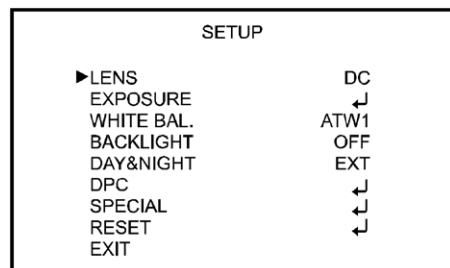 SETUP
▶LENS DC
EXPOSURE ↲
WHITE BAL. ATW1
BACKLIGHT OFF
DAY&NIGHT EXT
DPC ↲
SPECIAL ↲
RESET ↲
EXIT